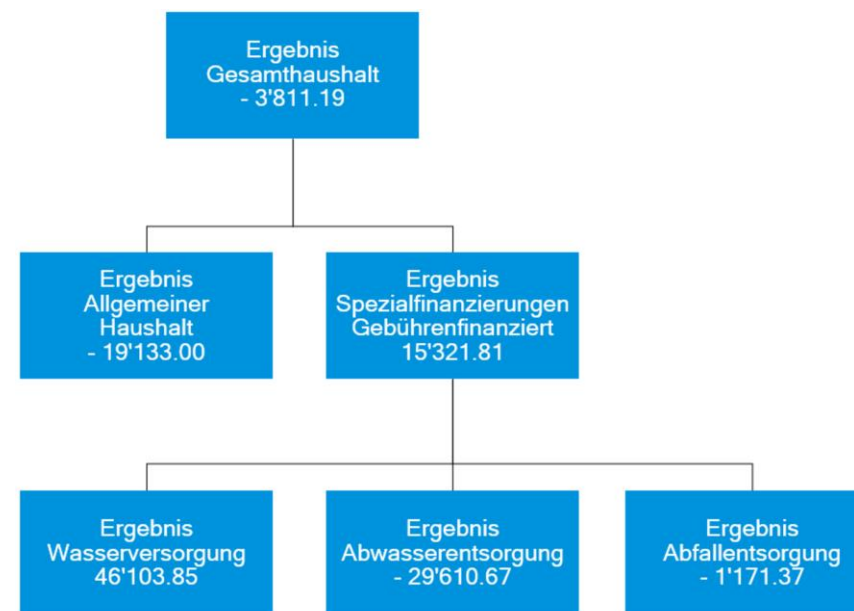 Ergebnis
Gesamthaushalt
- 3'811.19
Ergebnis
Allgemeiner
Haushalt
- 19'133.00
Ergebnis
Spezialfinanzierungen
Gebührenfinanziert
15'321.81
Ergebnis
Wasserversorgung
46'103.85
Ergebnis
Abwasserentsorgung
- 29'610.67
Ergebnis
Abfallentsorgung
- 1'171.37